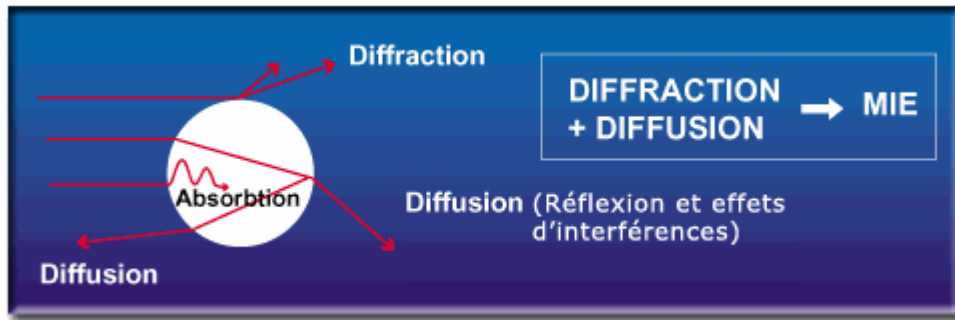 Diffraction
DIFFRACTION
+ DIFFUSION
MIE
Absorbtion
Diffusion (Réflexion et effets
d'interférences)
Diffusion